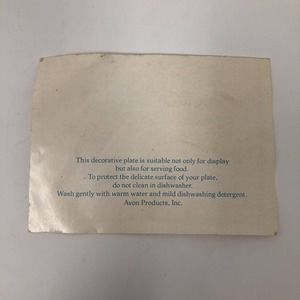 This decorative plate is suitable not only for display
but also for serving food.
To protect the delicate surface of your plate,
do not clean in dishwasher.
Wash gently with warm water and mild dishwashing detergent.
Avon Products, Inc.